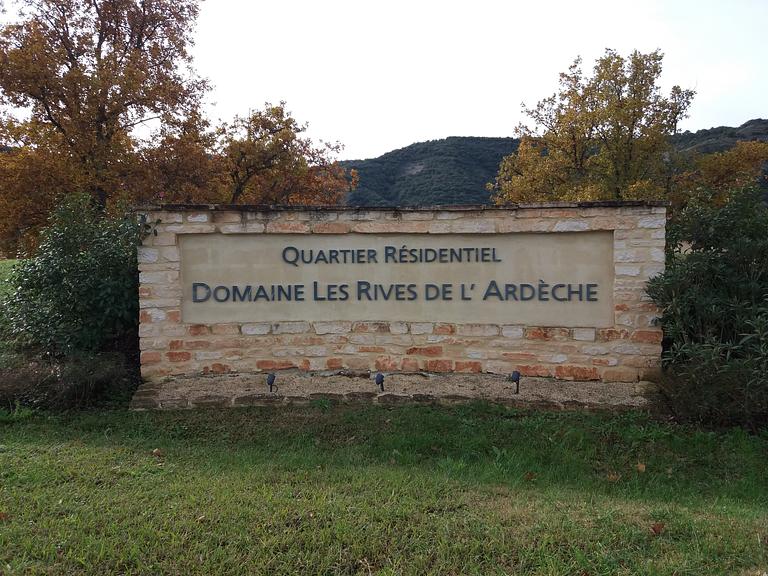 Quartier Résidentiel
Domaine Les Rives de l' Ardèche